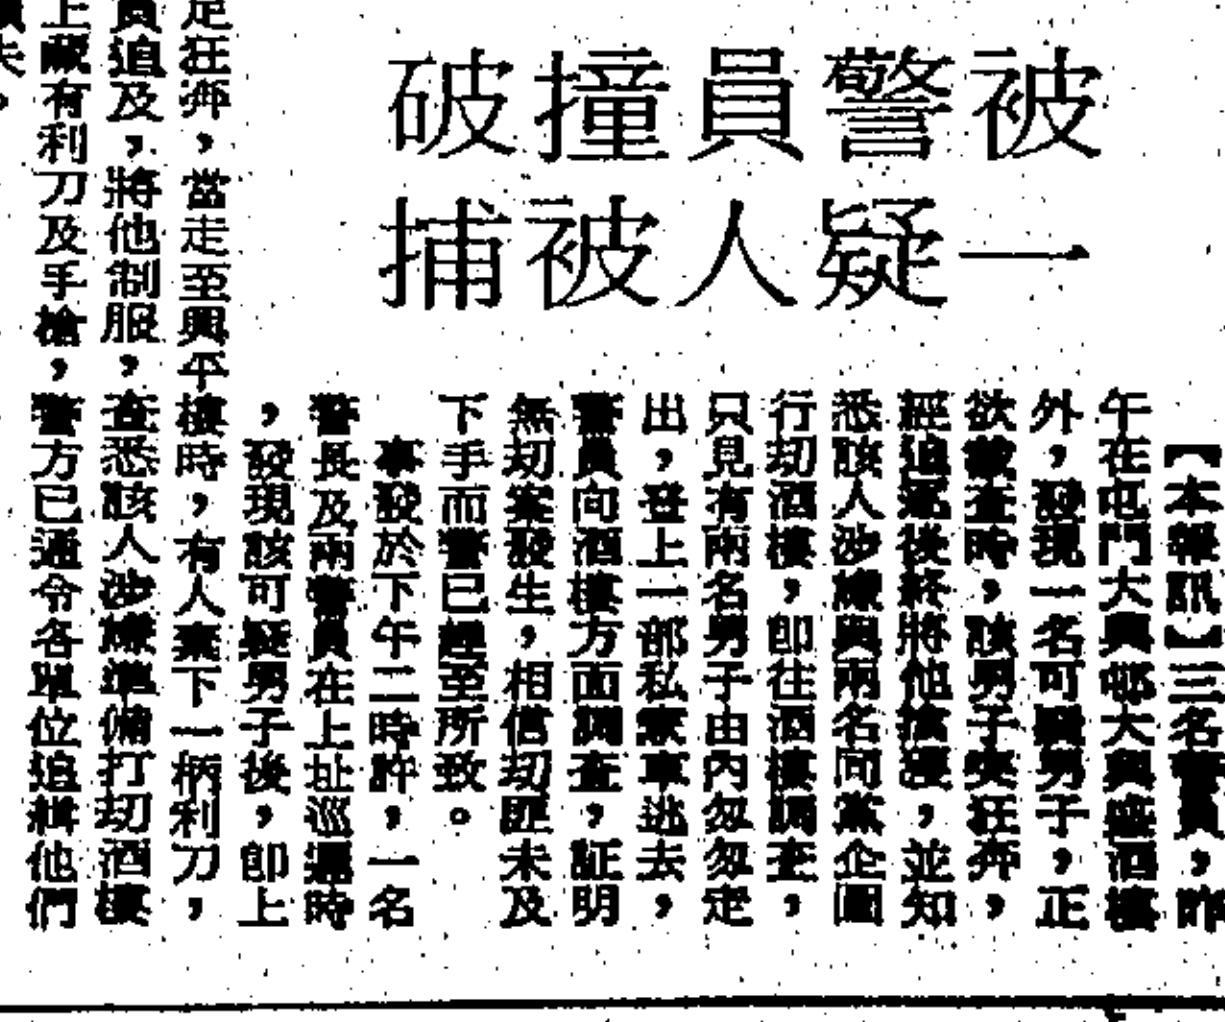 被警員撞破
一疑人被捕
【本報訊】三名警員，昨
午在屯門大興邨大興盛酒樓
外，發現一名可疑男子，正
欲截查時，該男子突狂奔，
經追逐後終將他擒獲，並知
悉該人涉嫌與兩名同黨企圖
行刧酒樓，即往酒樓調查，
只見有兩名男子由內匆匆走
出，登上一部私家車逃去，
警員向酒樓方面調查，証明
無刧案發生，相信刧匪未及
下手而警已趕至所致。
事發於下午二時許，一名
警長及兩警員在上址巡邏時
，發現該可疑男子後，即上
足狂奔，當走至興平樓時，有人棄下一柄利刀，
員追及，將他制服，查悉該人涉嫌準備打刧酒樓
上藏有利刀及手槍，警方已通令各單位追緝他們